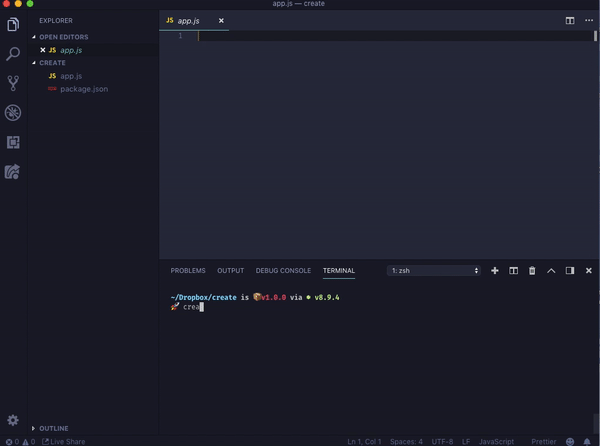 app.js — create
EXPLORER
OPEN EDITORS
JS app.js
CREATE
JS app.js
package.json
OUTLINE
JS app.js
1
PROBLEMS OUTPUT DEBUG CONSOLE TERMINAL
1: zsh
~/Dropbox/create is v1.0.0 via v8.9.4
crea
0 0 Live Share
Ln 1, Col 1 Spaces: 4 UTF-8 LF JavaScript Prettier